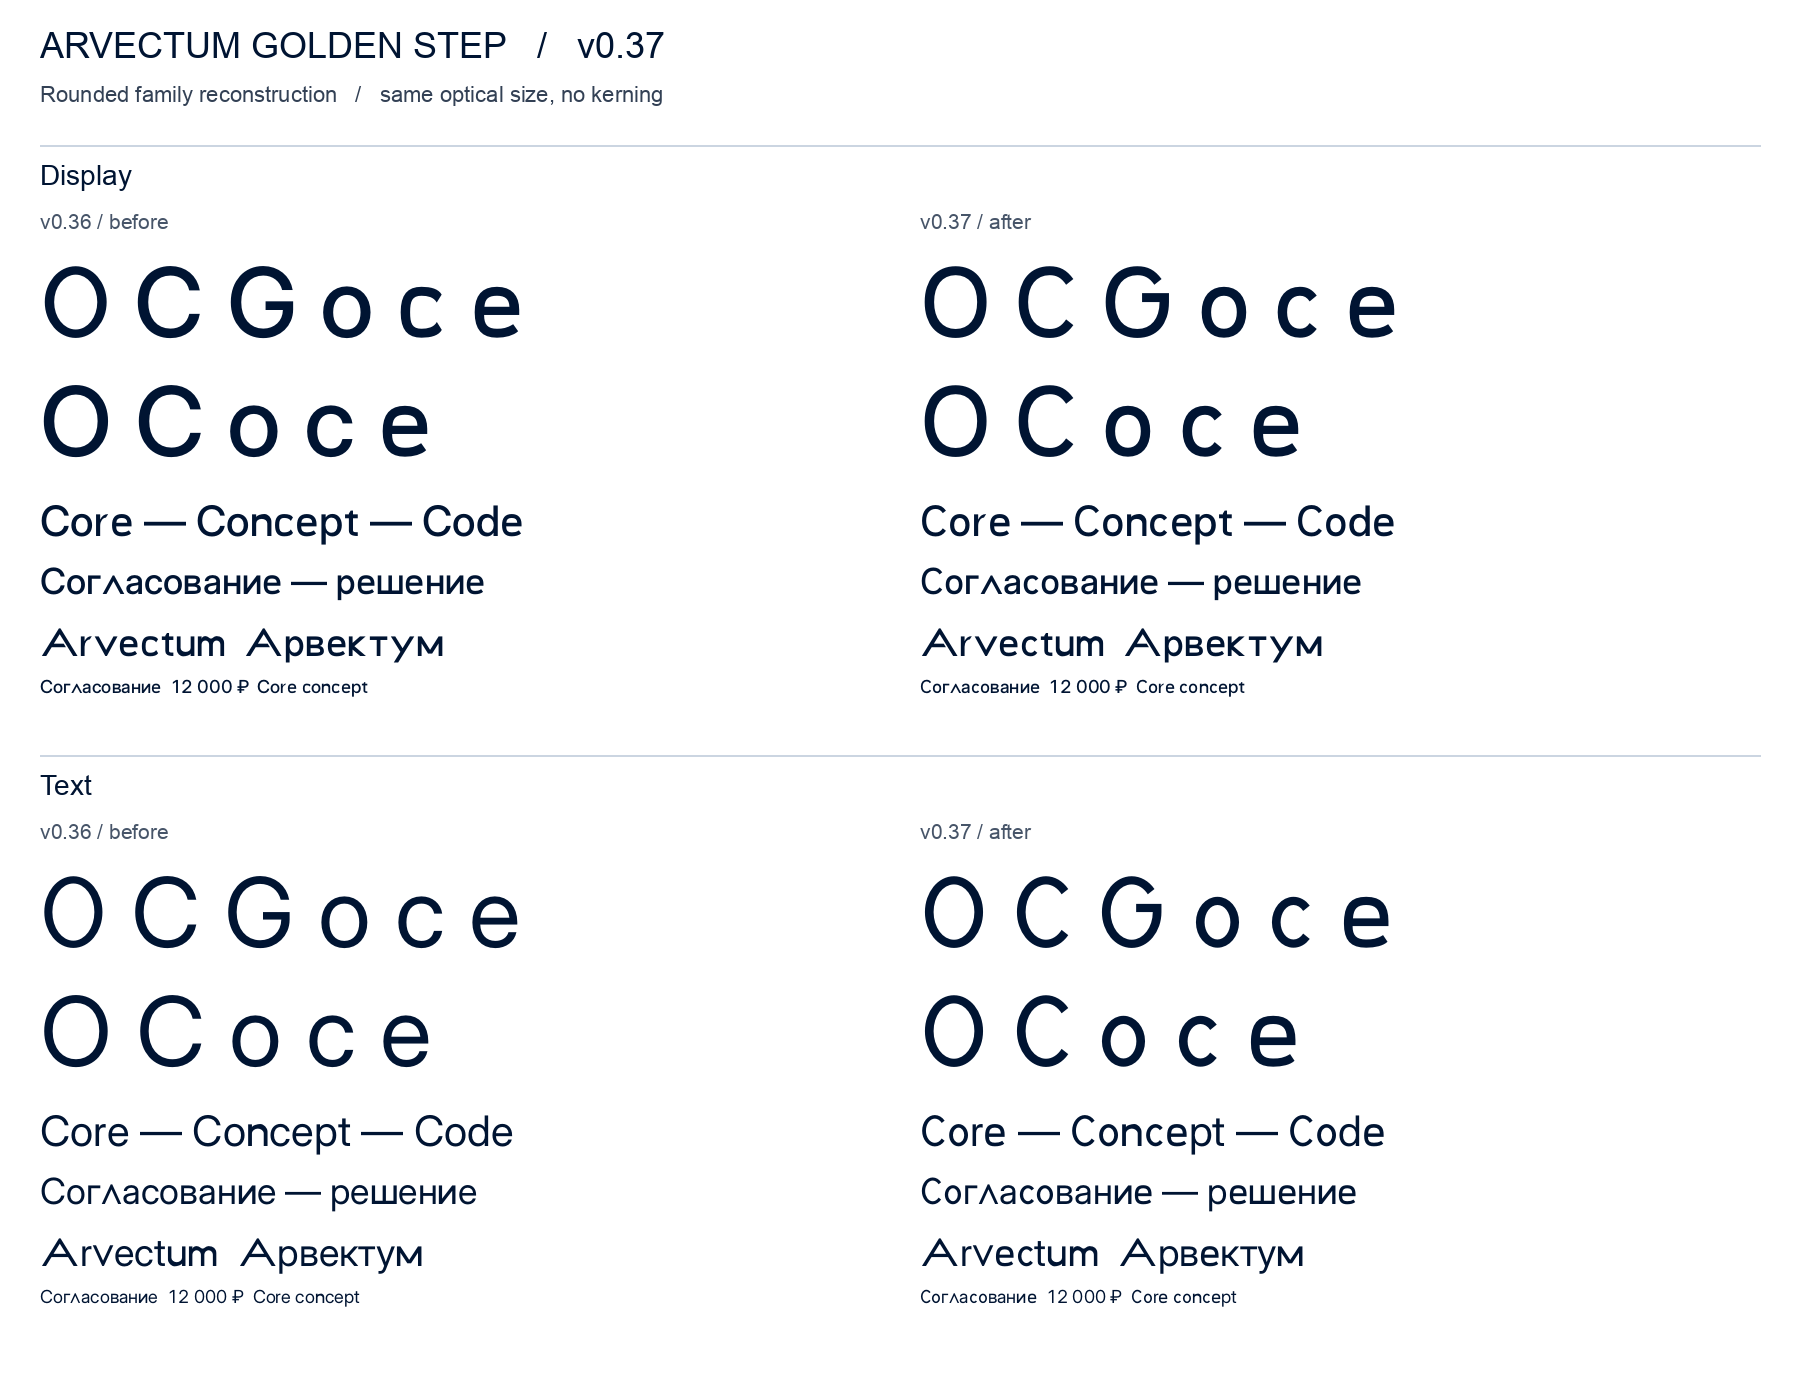 ARVECTUM GOLDEN STEP / v0.37
Rounded family reconstruction / same optical size, no kerning
Display
v0.36 / before
O C G o c e
О С о с е
Core — Concept — Code
Согласование — решение
Arvectum Арвектум
Согласование 12 000 ₽ Core concept
v0.37 / after
O C G o c e
О С о с е
Core — Concept — Code
Согласование — решение
Arvectum Арвектум
Согласование 12 000 ₽ Core concept
Text
v0.36 / before
O C G o c e
О С о с е
Core — Concept — Code
Согласование — решение
Arvectum Арвектум
Согласование 12 000 ₽ Core concept
v0.37 / after
O C G o c e
О С о с е
Core — Concept — Code
Согласование — решение
Arvectum Арвектум
Согласование 12 000 ₽ Core concept